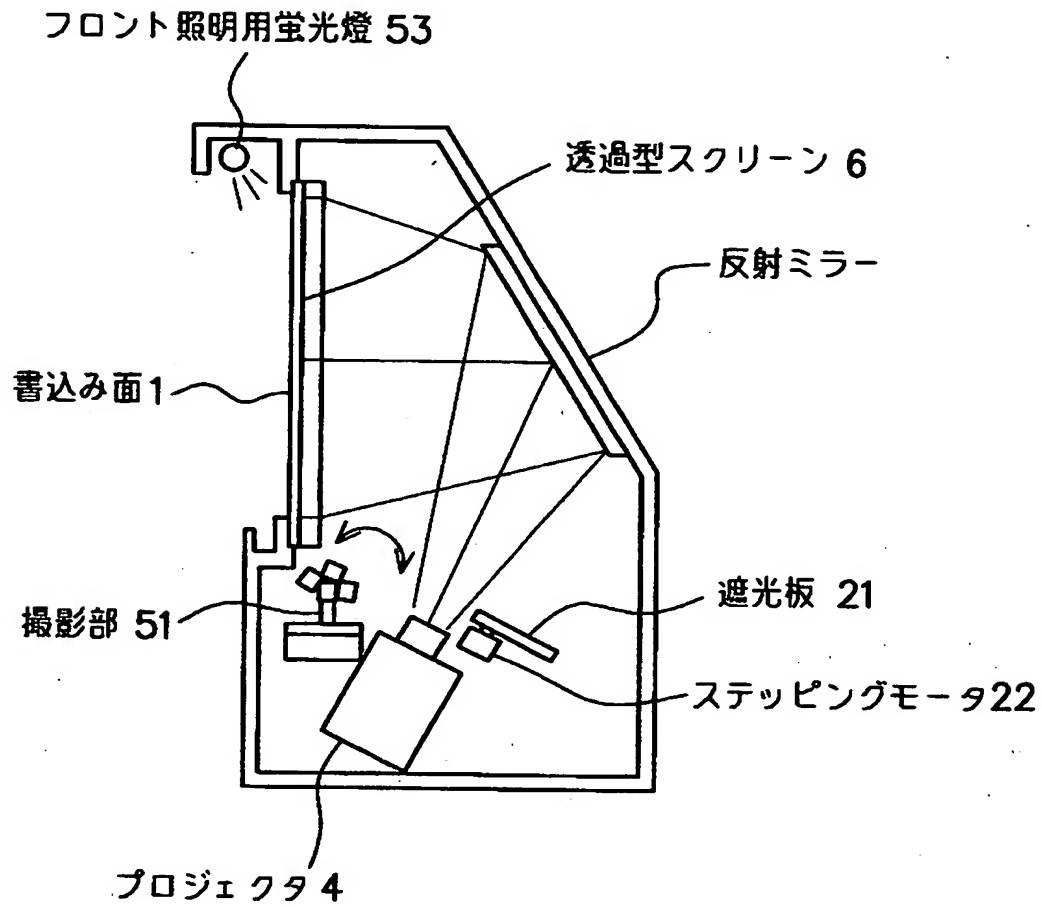 フロント照明用蛍光燈 53
透過型スクリーン 6
反射ミラー
書込み面 1
撮影部 51
遮光板 21
ステッピングモータ 22
プロジェクタ 4